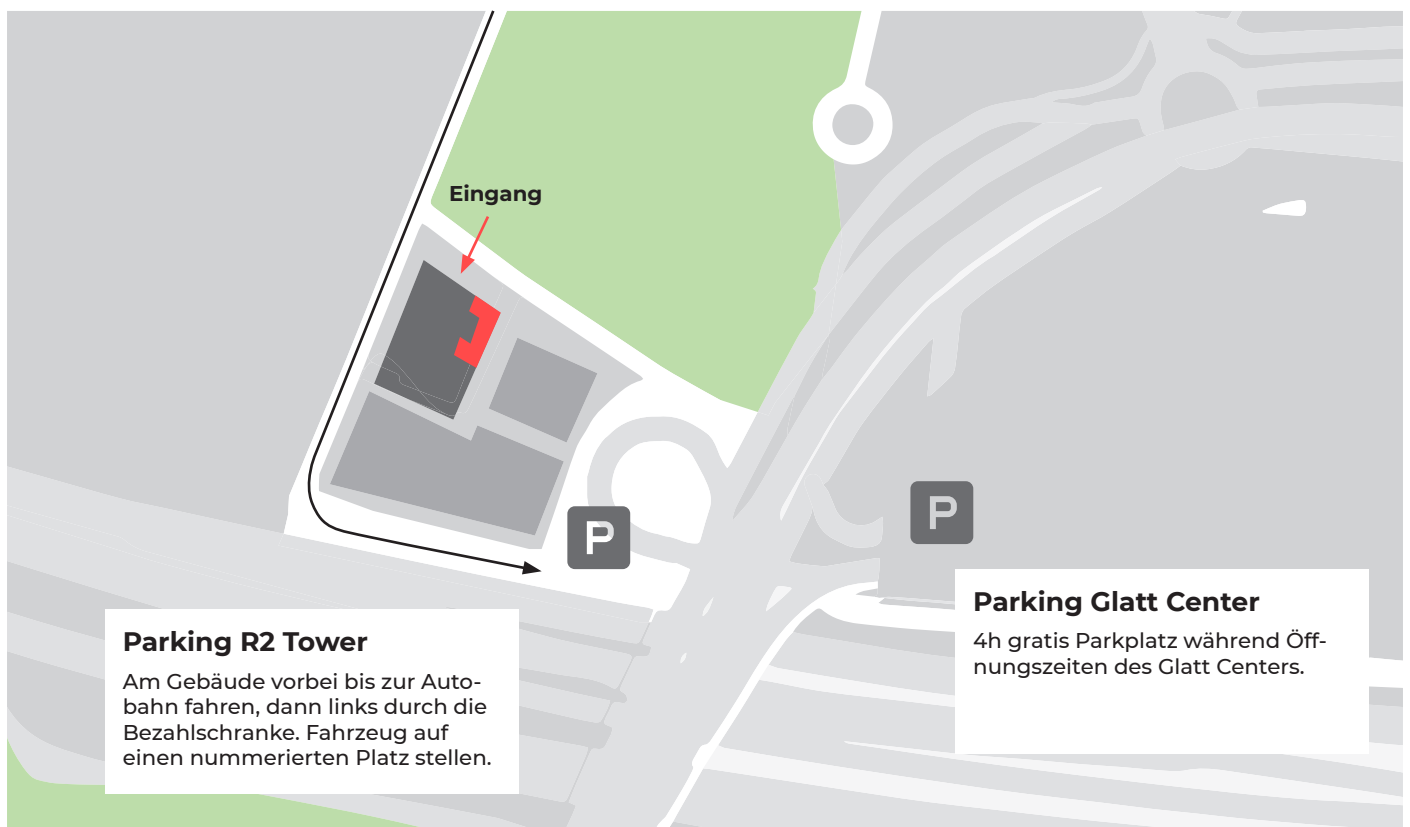 Eingang
P
P
Parking Glatt Center
4h gratis Parkplatz während Öff-
nungszeiten des Glatt Centers.
Parking R2 Tower
Am Gebäude vorbei bis zur Auto-
bahn fahren, dann links durch die
Bezahlschranke. Fahrzeug auf
einen nummerierten Platz stellen.